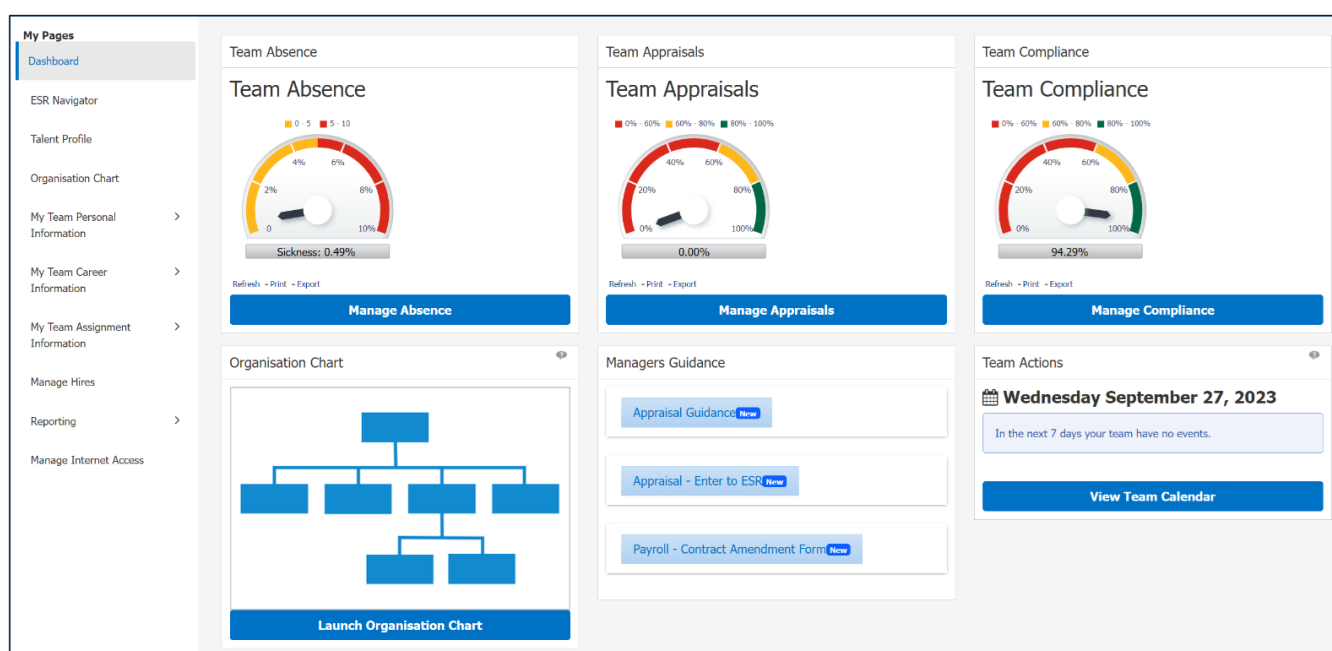 My Pages
Dashboard
ESR Navigator
Talent Profile
Organisation Chart
My Team Personal
Information
My Team Career
Information
My Team Assignment
Information
Manage Hires
Reporting
Manage Internet Access
Team Absence
Team Absence
0 - 5 5 - 10
4% 6%
2% 8%
0 10%
Sickness: 0.49%
Refresh - Print - Export
Manage Absence
Team Appraisals
Team Appraisals
0% - 60% 60% - 80% 80% - 100%
40% 60%
20% 80%
0% 100%
0.00%
Refresh - Print - Export
Manage Appraisals
Team Compliance
Team Compliance
0% - 60% 60% - 80% 80% - 100%
40% 60%
20% 80%
0% 100%
94.29%
Refresh - Print - Export
Manage Compliance
Organisation Chart
Launch Organisation Chart
Managers Guidance
Appraisal Guidance New
Appraisal - Enter to ESR New
Payroll - Contract Amendment Form New
Team Actions
Wednesday September 27, 2023
In the next 7 days your team have no events.
View Team Calendar